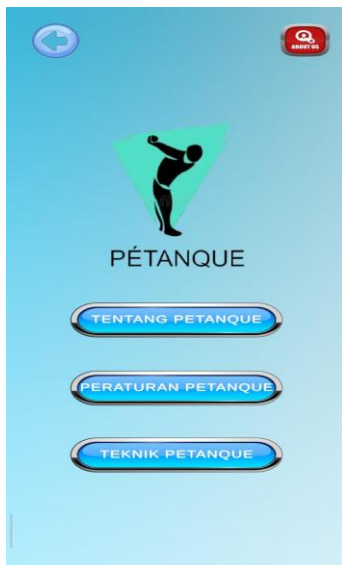 ABOUT US
PÉTANQUE
TENTANG PETANQUE
PERATURAN PETANQUE
TEKNIK PETANQUE